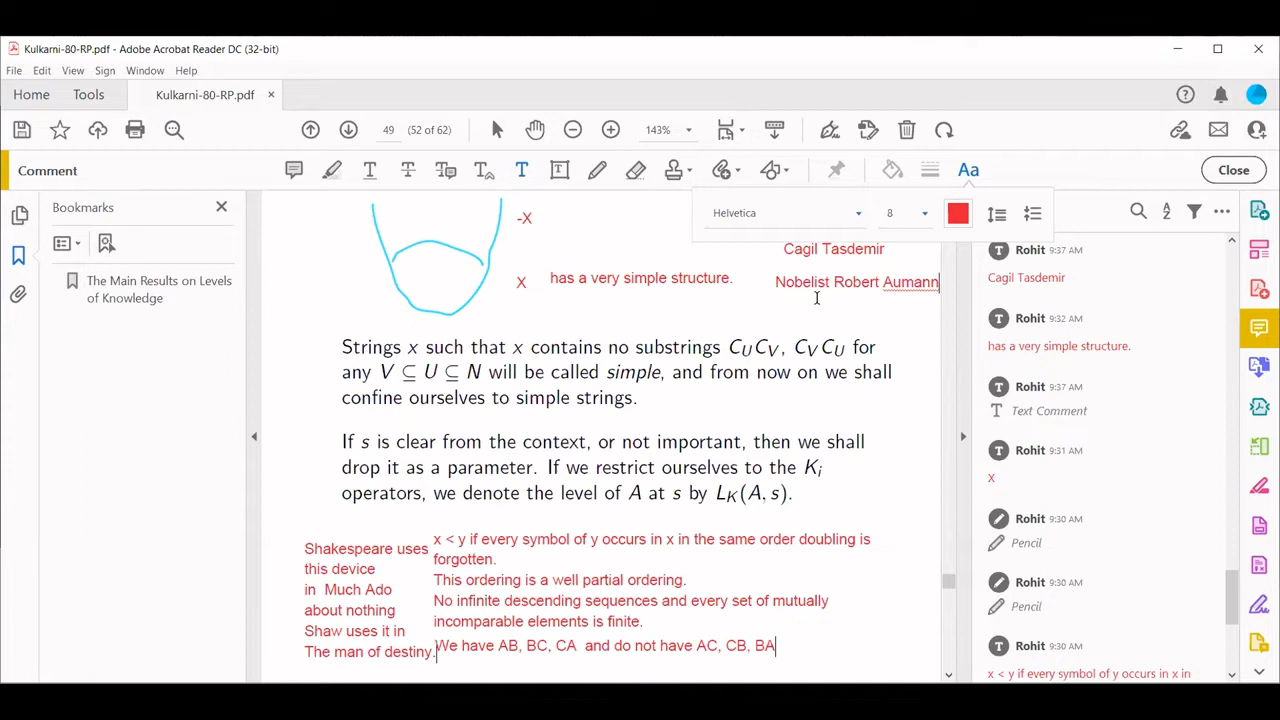 Kulkarni-80-RP.pdf - Adobe Acrobat Reader DC (32-bit)
File Edit View Sign Window Help
Home Tools Kulkarni-80-RP.pdf ×
49 (52 of 62) 143%
Comment Aa Close
Bookmarks
Helvetica 8
The Main Results on Levels
of Knowledge
-X
Cagil Tasdemir
X has a very simple structure. Nobelist Robert Aumann
Strings x such that x contains no substrings C_U C_V, C_V C_U for
any V ⊆ U ⊆ N will be called simple, and from now on we shall
confine ourselves to simple strings.
If s is clear from the context, or not important, then we shall
drop it as a parameter. If we restrict ourselves to the K_i
operators, we denote the level of A at s by L_K(A, s).
Shakespeare uses
this device
in Much Ado
about nothing
Shaw uses it in
The man of destiny.
x < y if every symbol of y occurs in x in the same order doubling is
forgotten.
This ordering is a well partial ordering.
No infinite descending sequences and every set of mutually
incomparable elements is finite.
We have AB, BC, CA and do not have AC, CB, BA
Rohit 9:37 AM
Cagil Tasdemir
Rohit 9:32 AM
has a very simple structure.
Rohit 9:37 AM
Text Comment
Rohit 9:31 AM
X
Rohit 9:30 AM
Pencil
Rohit 9:30 AM
Pencil
Rohit 9:30 AM
x < y if every symbol of y occurs in x in